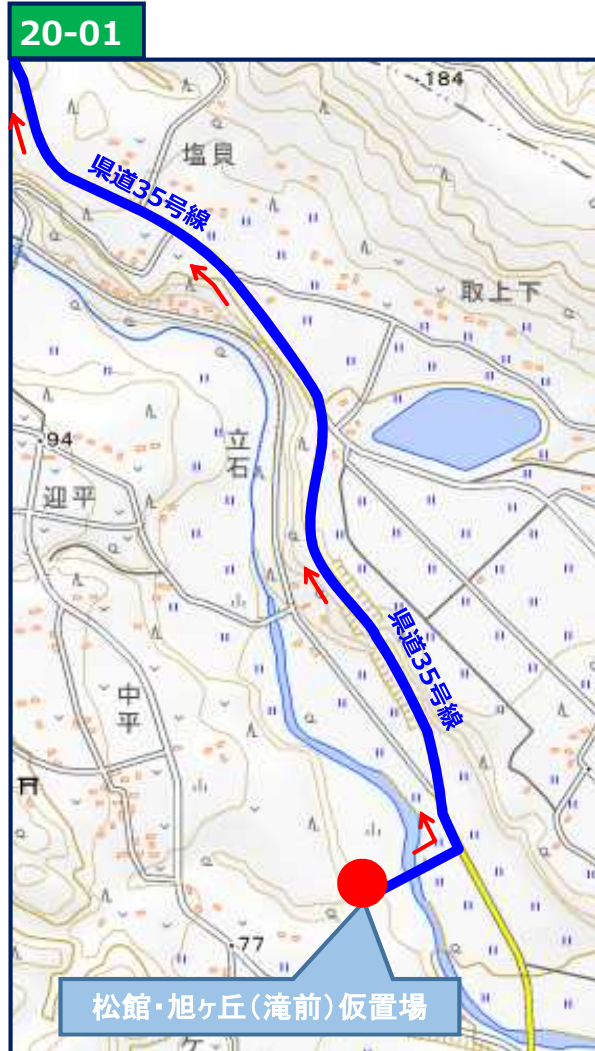 20-01
184
塩貝
県道35号線
取上下
94
立石
迎平
県道35号線
中平
77
松館・旭ヶ丘(滝前)仮置場
ケ